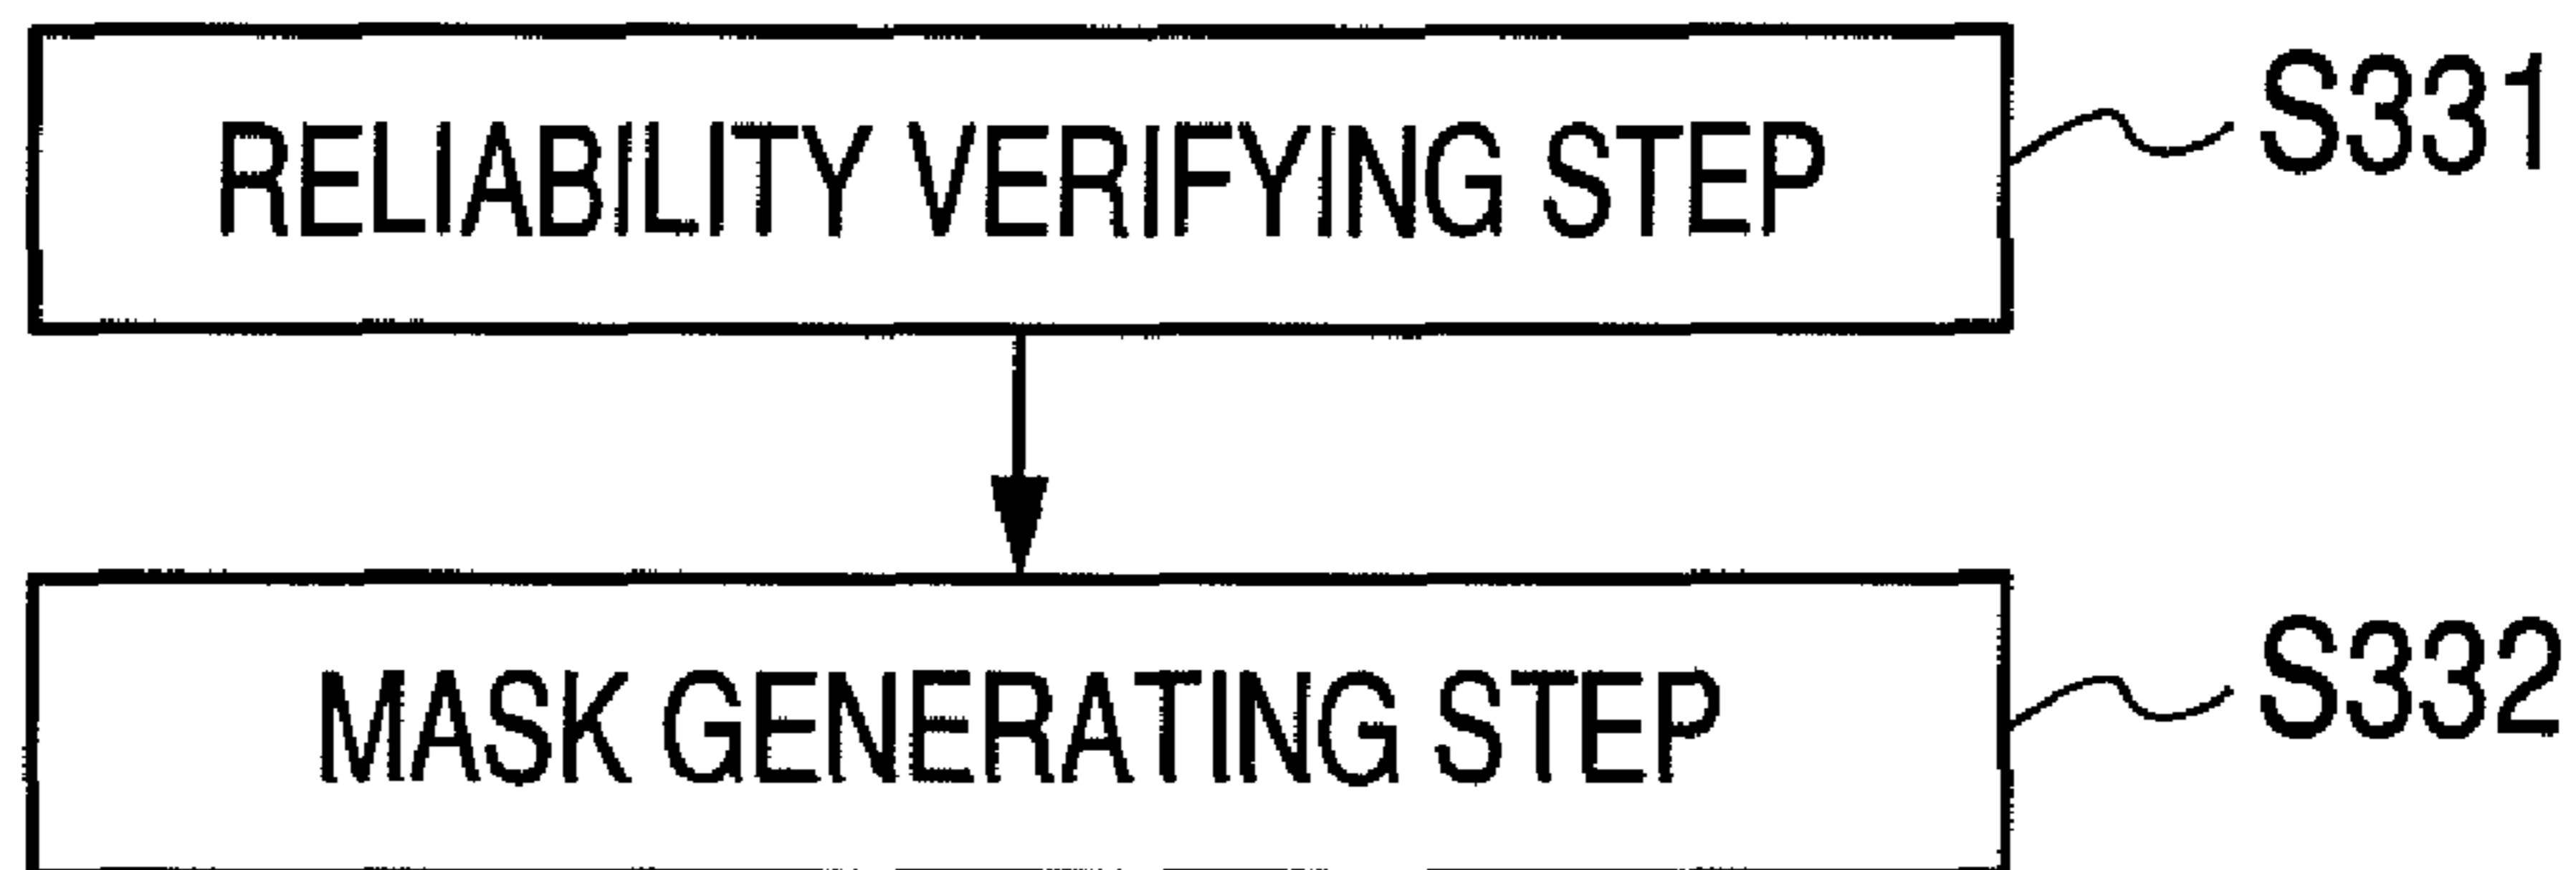 RELIABILITY VERIFYING STEP S331
MASK GENERATING STEP S332